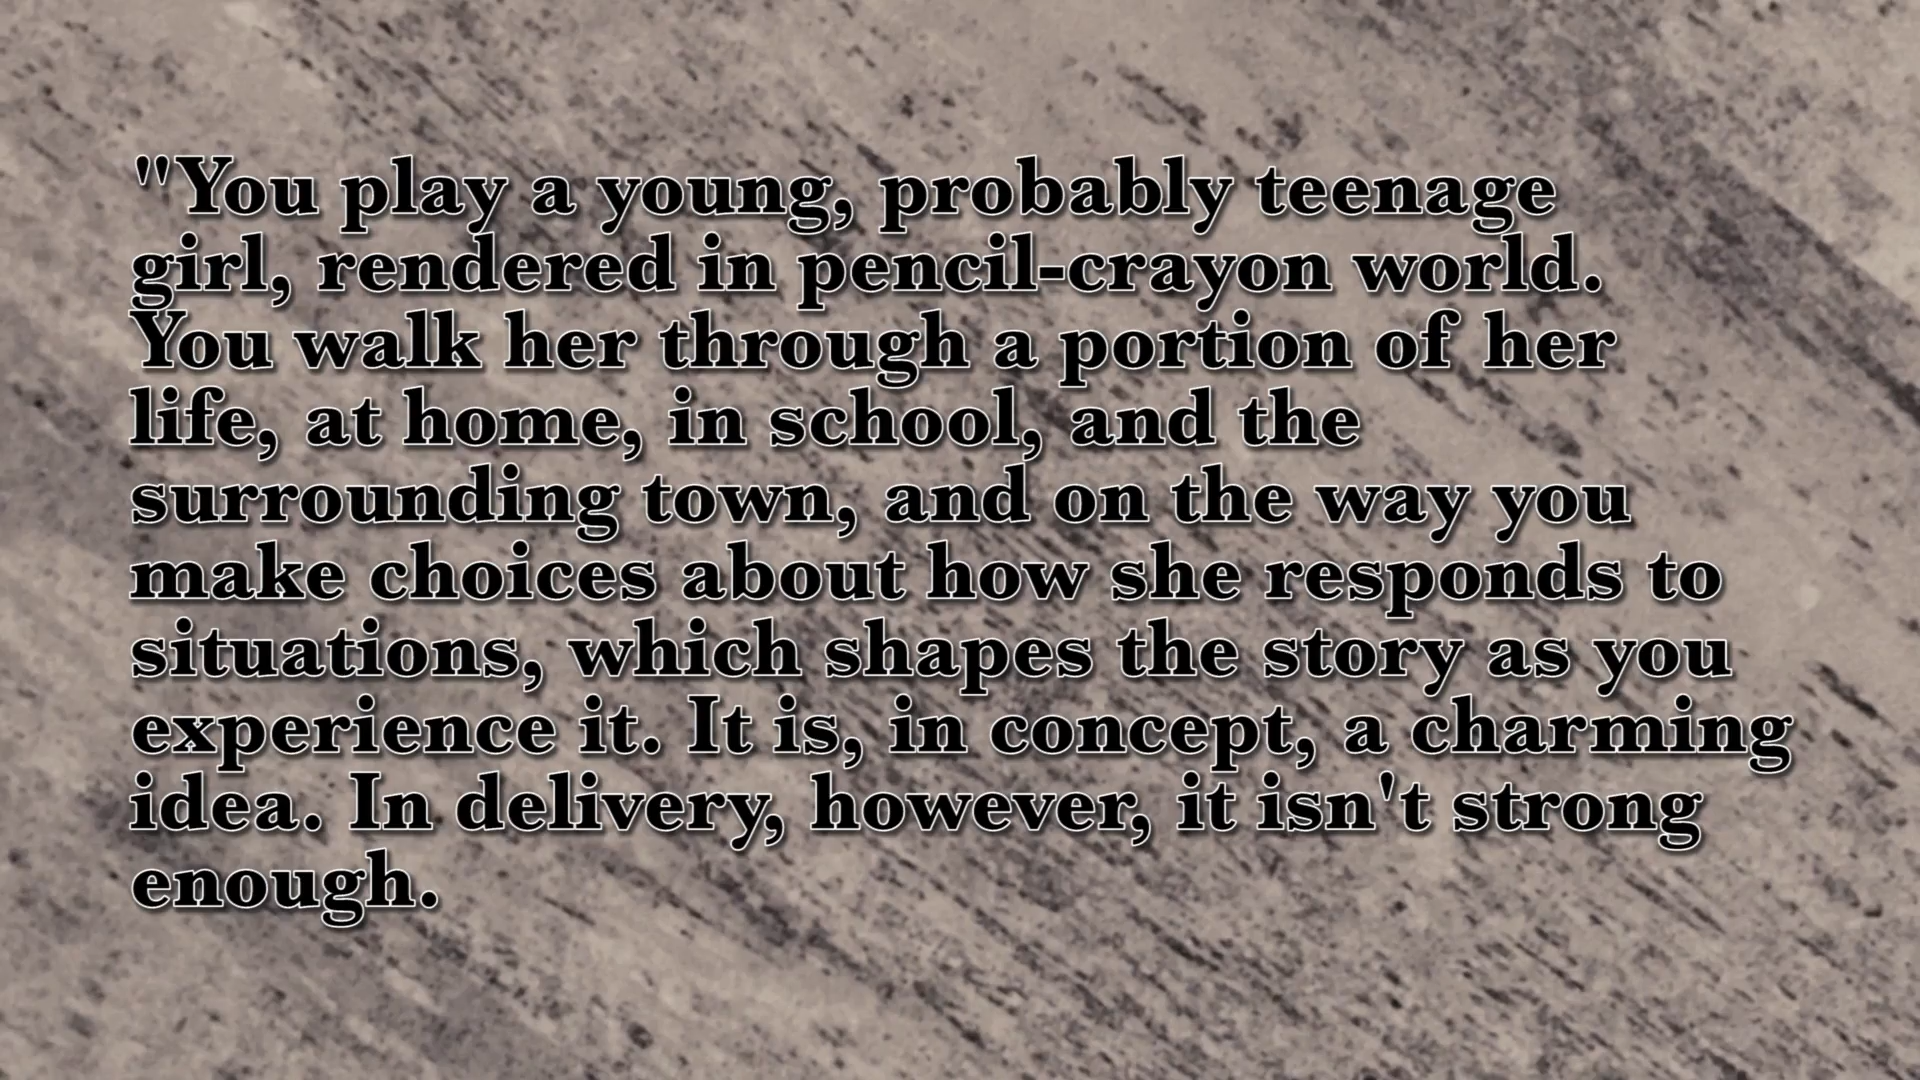 "You play a young, probably teenage
girl, rendered in pencil-crayon world.
You walk her through a portion of her
life, at home, in school, and the
surrounding town, and on the way you
make choices about how she responds to
situations, which shapes the story as you
experience it. It is, in concept, a charming
idea. In delivery, however, it isn't strong
enough.